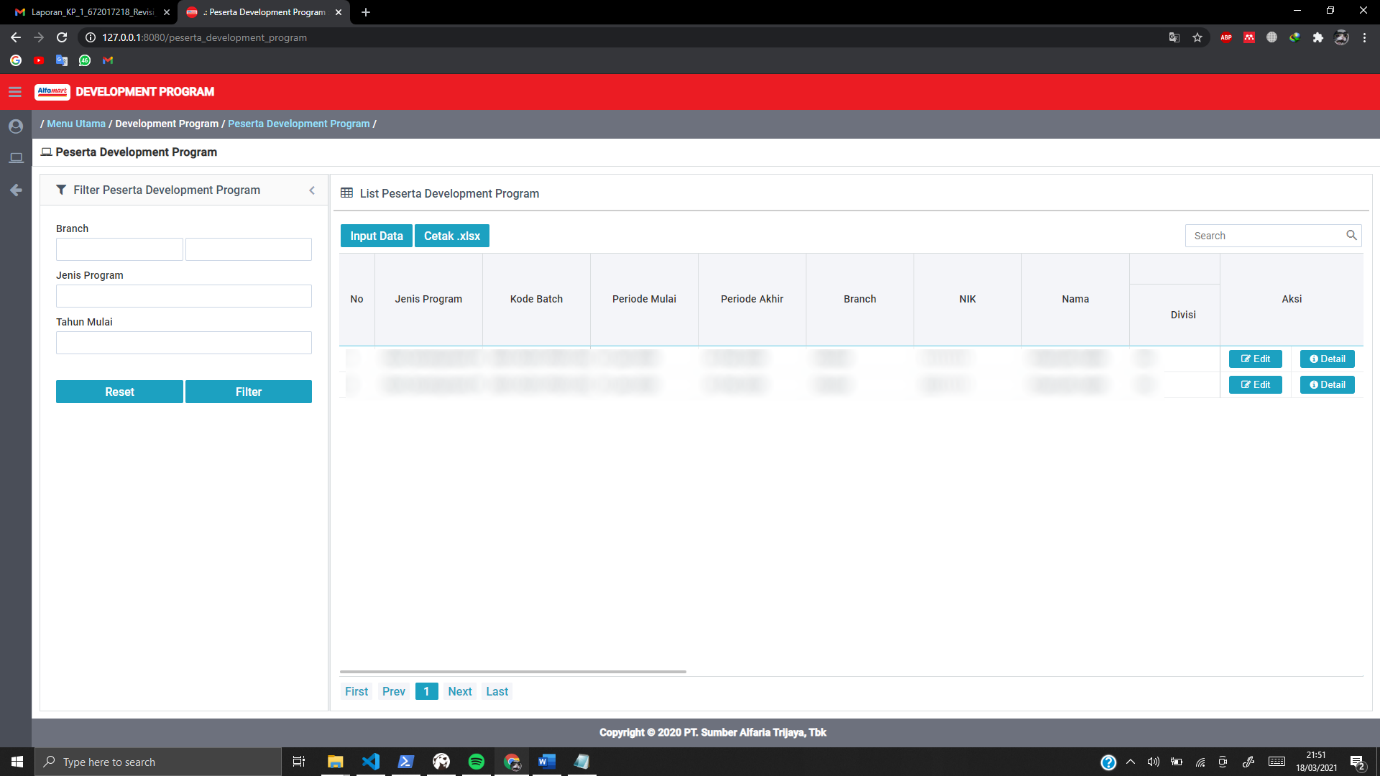 Laporan_KP_1_672017218_Revisi
.: Peserta Development Program
127.0.0.1:8080/peserta_development_program
Alfamart DEVELOPMENT PROGRAM
/ Menu Utama / Development Program / Peserta Development Program /
Peserta Development Program
Filter Peserta Development Program
Branch
Jenis Program
Tahun Mulai
Reset Filter
List Peserta Development Program
Input Data Cetak .xlsx Search
No Jenis Program Kode Batch Periode Mulai Periode Akhir Branch NIK Nama Divisi Aksi
Edit Detail
Edit Detail
First Prev 1 Next Last
Copyright © 2020 PT. Sumber Alfaria Trijaya, Tbk
Type here to search
21:51
18/03/2021
2